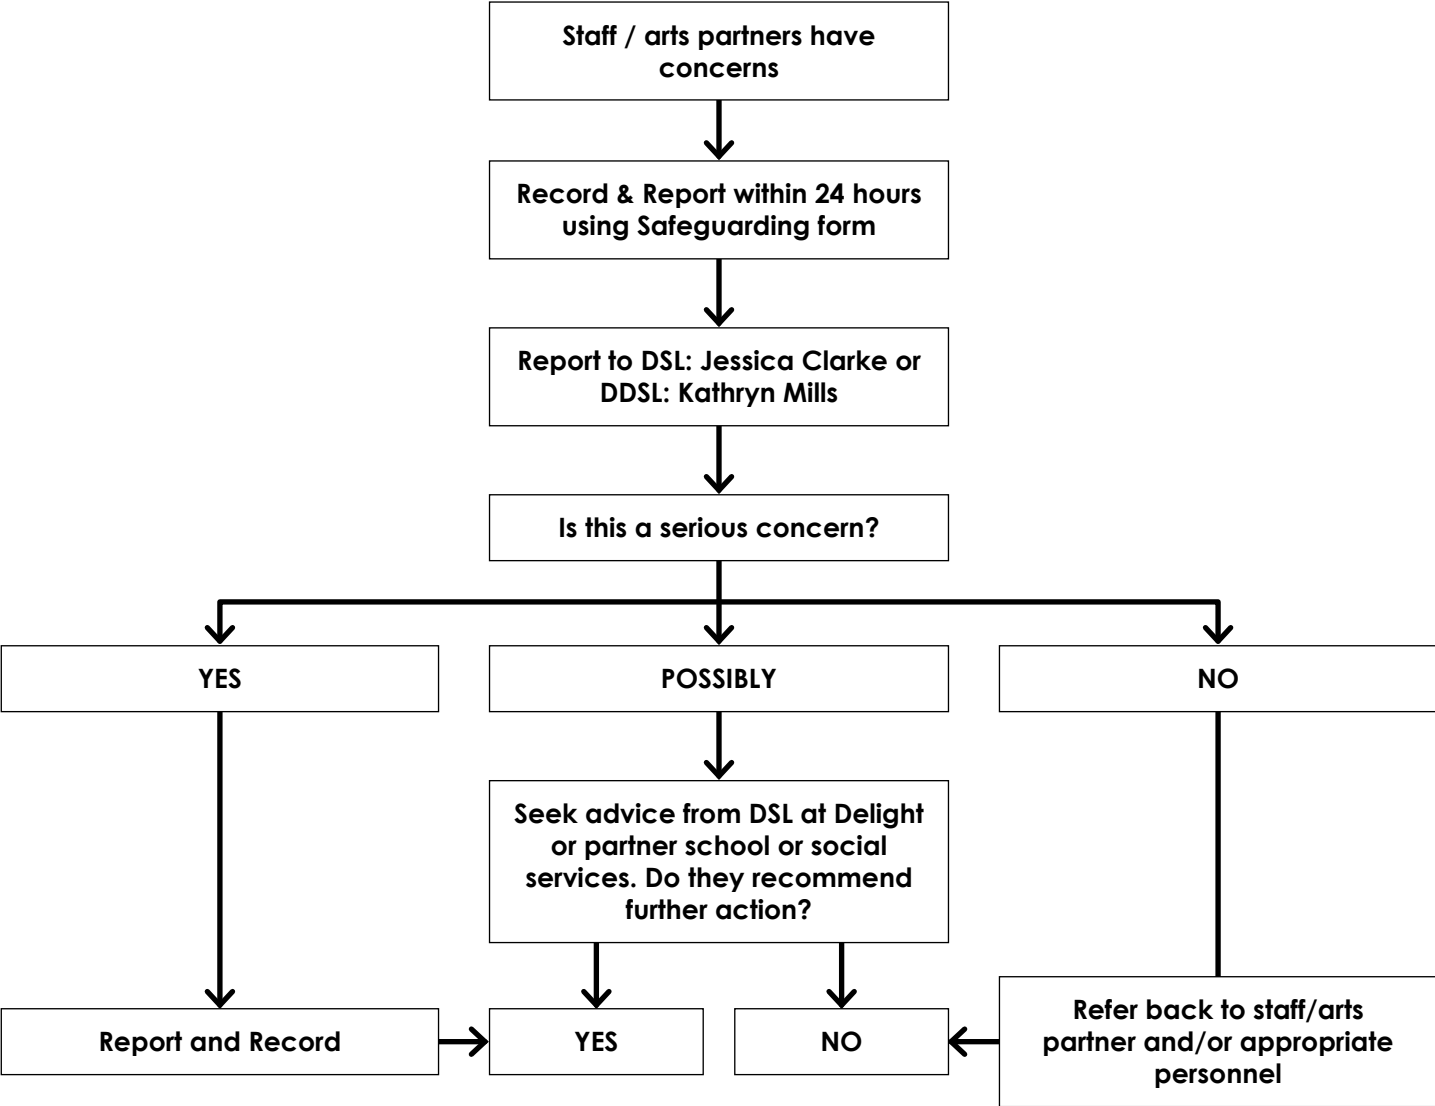 Staff / arts partners have
concerns
Record & Report within 24 hours
using Safeguarding form
Report to DSL: Jessica Clarke or
DDSL: Kathryn Mills
Is this a serious concern?
YES
POSSIBLY
NO
Seek advice from DSL at Delight
or partner school or social
services. Do they recommend
further action?
Report and Record
YES
NO
Refer back to staff/arts
partner and/or appropriate
personnel